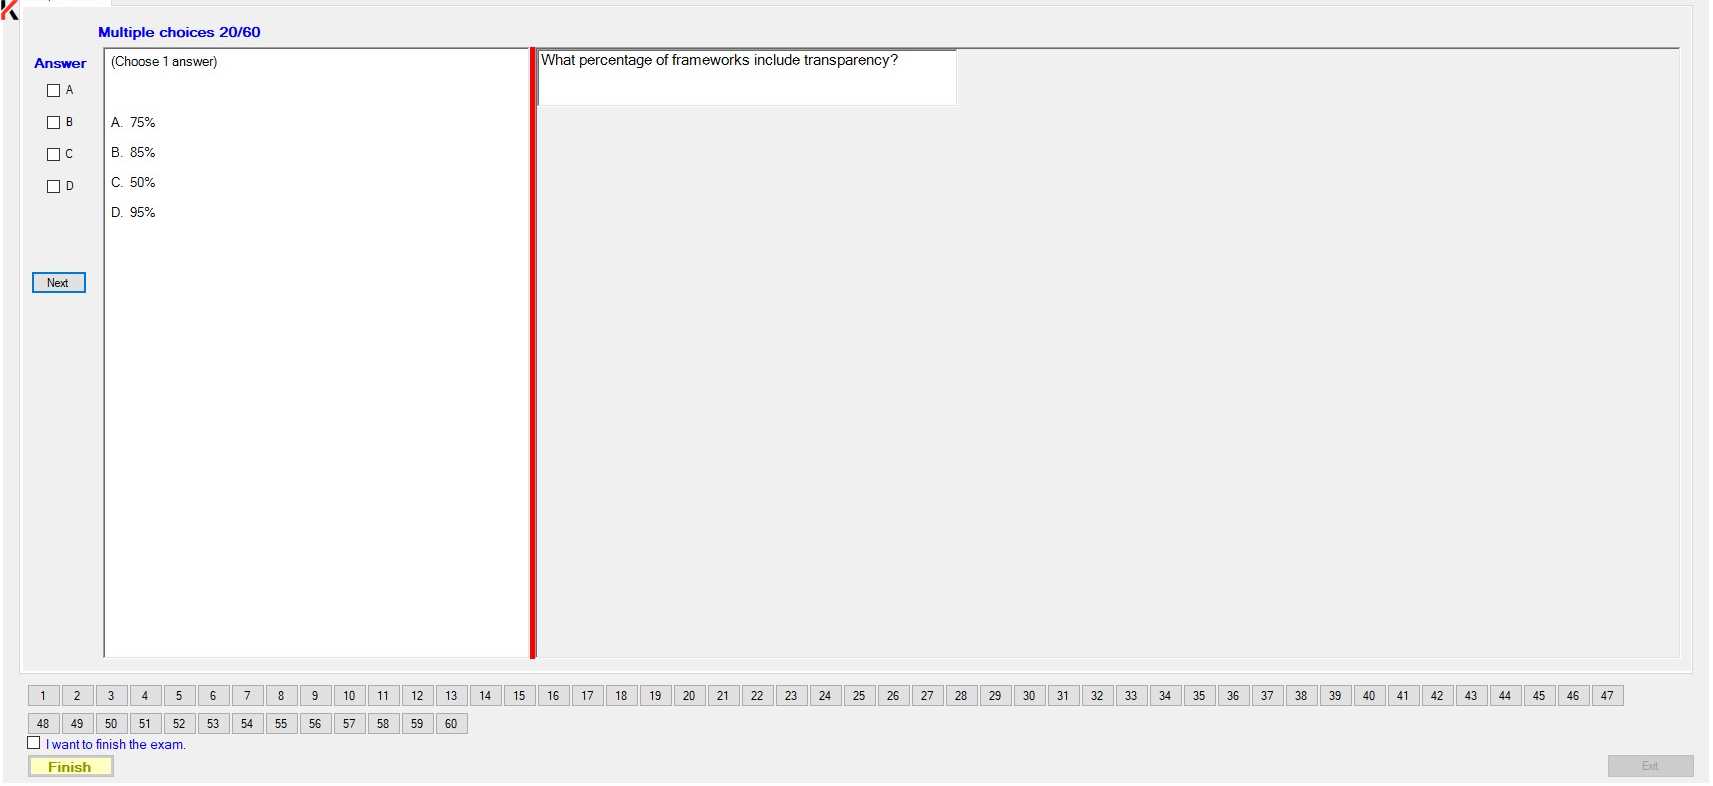 Multiple choices 20/60
Answer
A
B
C
D
Next
(Choose 1 answer)
A. 75%
B. 85%
C. 50%
D. 95%
What percentage of frameworks include transparency?
1 2 3 4 5 6 7 8 9 10 11 12 13 14 15 16 17 18 19 20 21 22 23 24 25 26 27 28 29 30 31 32 33 34 35 36 37 38 39 40 41 42 43 44 45 46 47
48 49 50 51 52 53 54 55 56 57 58 59 60
I want to finish the exam.
Finish
Exit